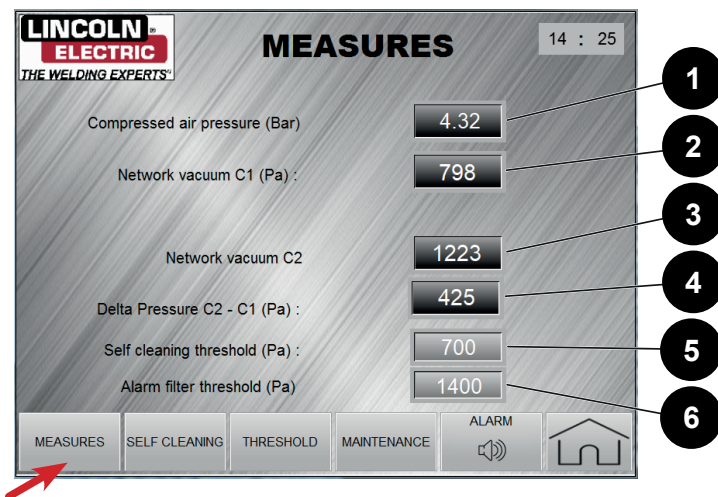 LINCOLN®
ELECTRIC
THE WELDING EXPERTS®
MEASURES
14 : 25
Compressed air pressure (Bar) 4.32 1
Network vacuum C1 (Pa) : 798 2
Network vacuum C2 1223 3
Delta Pressure C2 - C1 (Pa) : 425 4
Self cleaning threshold (Pa) : 700 5
Alarm filter threshold (Pa) 1400 6
MEASURES SELF CLEANING THRESHOLD MAINTENANCE ALARM